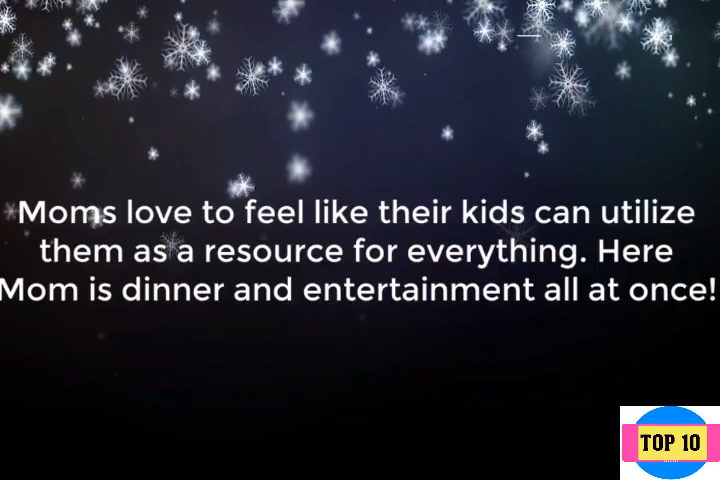 Moms love to feel like their kids can utilize
them as a resource for everything. Here
Mom is dinner and entertainment all at once!
TOP 10